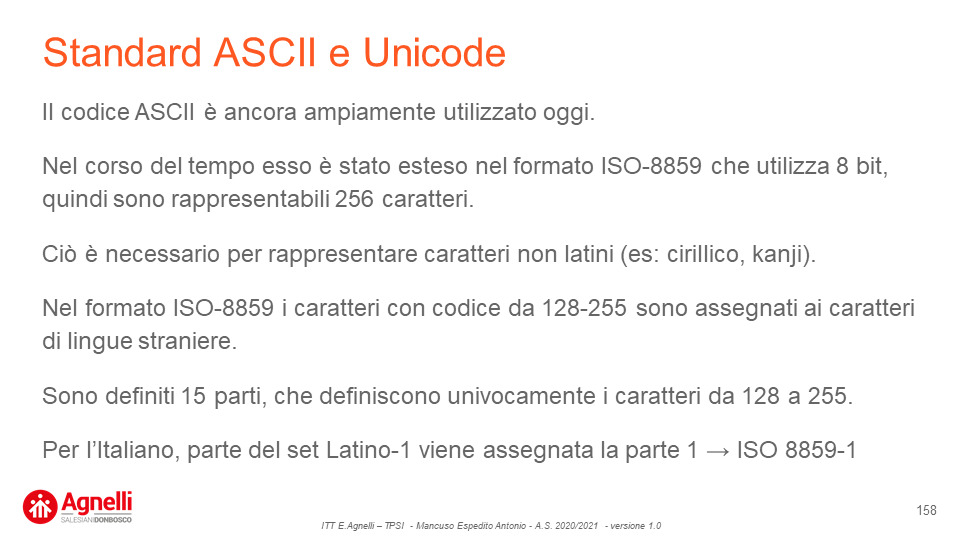 Standard ASCII e Unicode
Il codice ASCII è ancora ampiamente utilizzato oggi.
Nel corso del tempo esso è stato esteso nel formato ISO-8859 che utilizza 8 bit,
quindi sono rappresentabili 256 caratteri.
Ciò è necessario per rappresentare caratteri non latini (es: cirillico, kanji).
Nel formato ISO-8859 i caratteri con codice da 128-255 sono assegnati ai caratteri
di lingue straniere.
Sono definiti 15 parti, che definiscono univocamente i caratteri da 128 a 255.
Per l’Italiano, parte del set Latino-1 viene assegnata la parte 1 → ISO 8859-1
Agnelli
SALESIANI DONBOSCO
158
ITT E.Agnelli – TPSI - Mancuso Espedito Antonio - A.S. 2020/2021 - versione 1.0